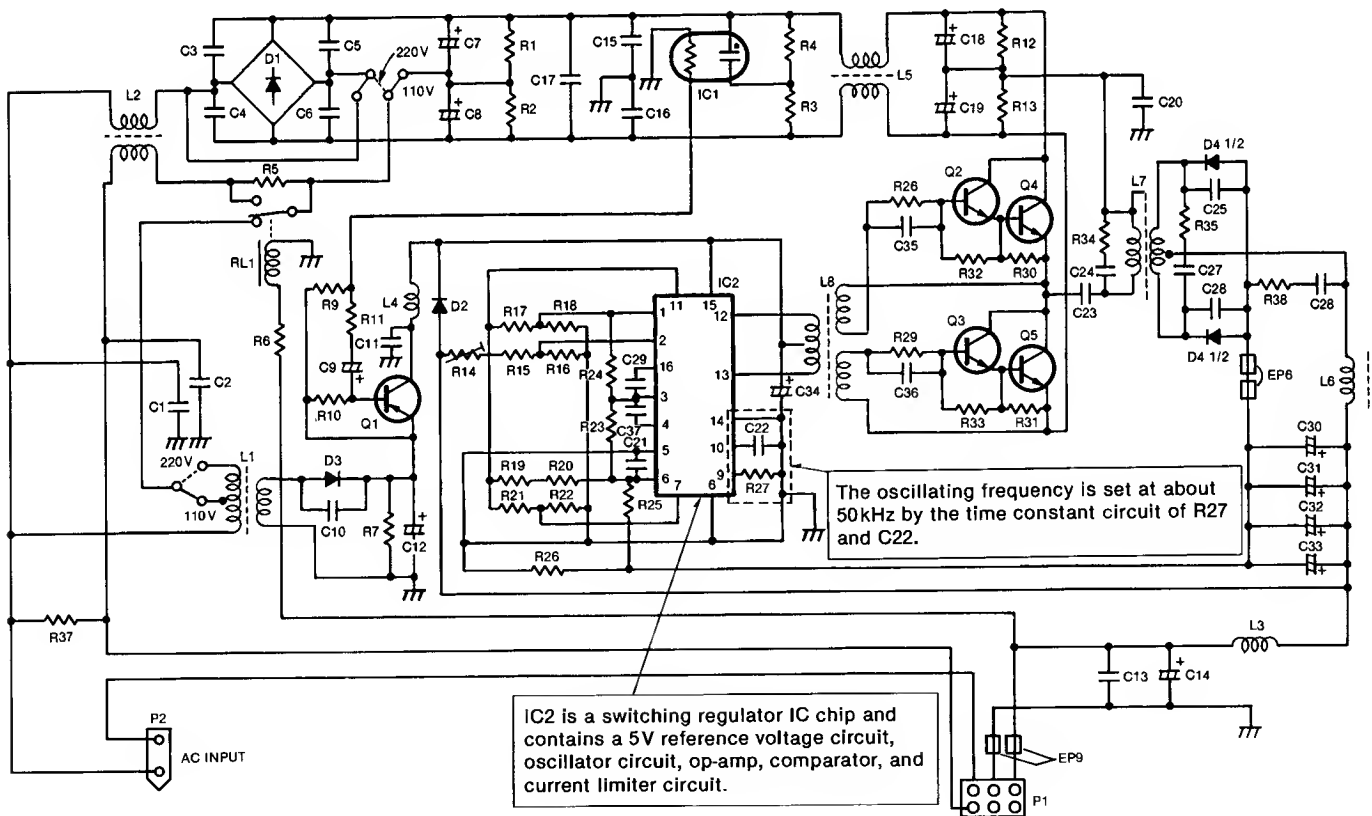 C3
C5
C7
R1
C15
R4
C18
R12
220V
D1
110V
C17
IC1
L5
C4
C6
C8
R2
C16
R3
C19
R13
C20
L2
R5
D4 1/2
Q2
Q4
R26
L7
C25
C35
R34
R35
RL1
R32
R30
C24
C27
C28
R38
C28
IC2
L8
C23
D4 1/2
R9
R11
L4
D2
R17
R18
11
15
12
1
2
16
3
4
5
6
7
6
13
14
10
9
C11
R14
R15
R16
C29
R24
C34
R29
Q3
Q5
C36
R33
R31
EP6
L6
R6
C9
R10
Q1
C2
C1
R23
C37
C21
C22
R27
C30
C31
C32
C33
220V
110V
L1
D3
C10
R7
C12
R19
R20
R21
R22
R25
R26
The oscillating frequency is set at about
50kHz by the time constant circuit of R27
and C22.
R37
L3
C13
C14
P2
AC INPUT
IC2 is a switching regulator IC chip and
contains a 5V reference voltage circuit,
oscillator circuit, op-amp, comparator, and
current limiter circuit.
EP9
P1